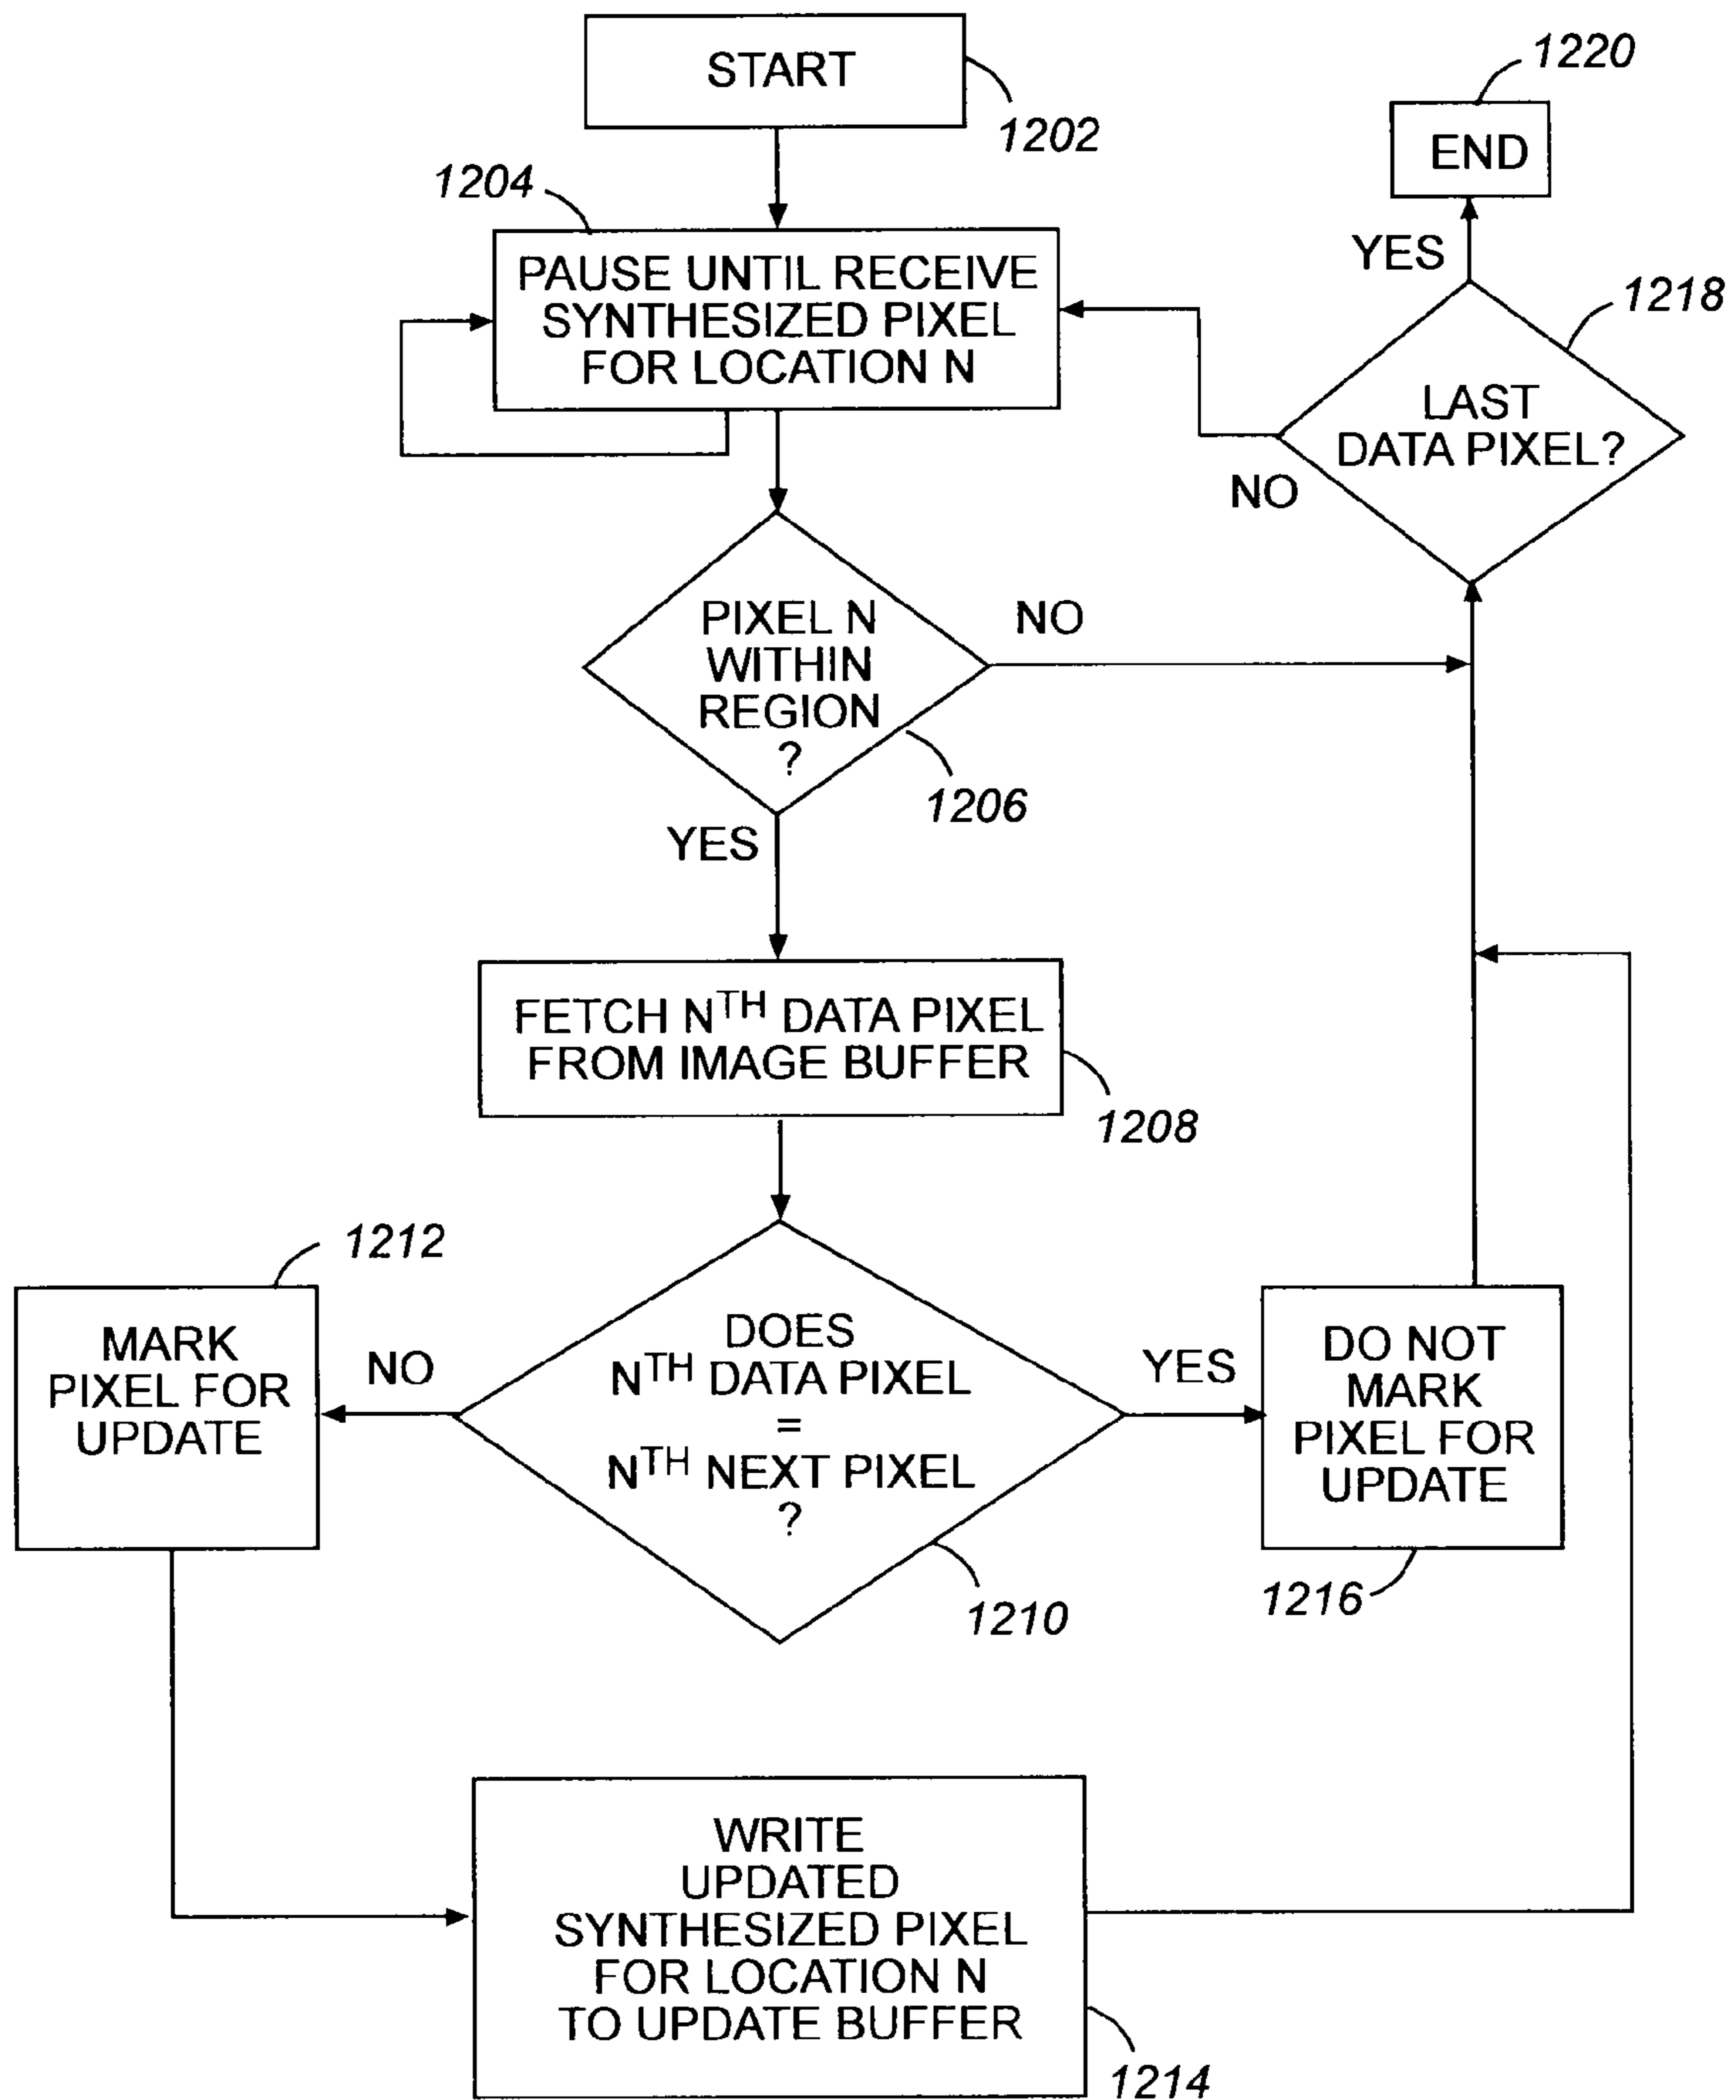 START
1202
1220
END
1204
PAUSE UNTIL RECEIVE
SYNTHESIZED PIXEL
FOR LOCATION N
YES
1218
LAST
DATA PIXEL?
NO
PIXEL N
WITHIN
REGION
?
NO
1206
YES
FETCH NTH DATA PIXEL
FROM IMAGE BUFFER
1208
1212
MARK
PIXEL FOR
UPDATE
NO
DOES
NTH DATA PIXEL
=
NTH NEXT PIXEL
?
YES
DO NOT
MARK
PIXEL FOR
UPDATE
1210
1216
WRITE
UPDATED
SYNTHESIZED PIXEL
FOR LOCATION N
TO UPDATE BUFFER
1214